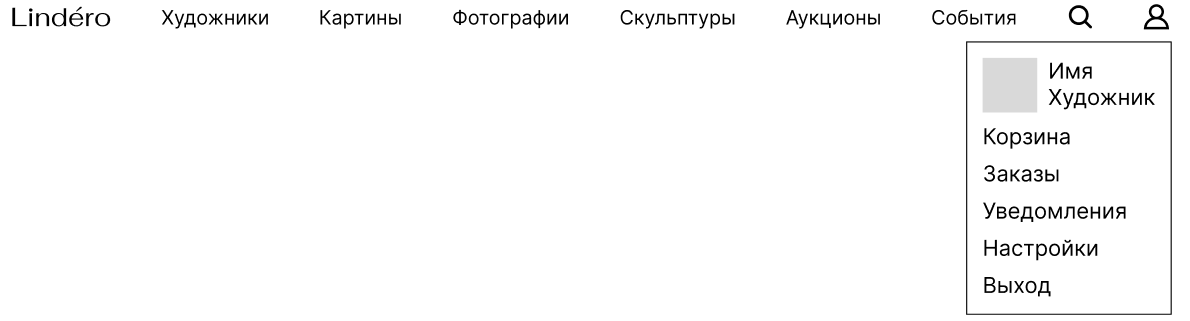 Lindéro Художники Картины Фотографии Скульптуры Аукционы События
Имя
Художник
Корзина
Заказы
Уведомления
Настройки
Выход